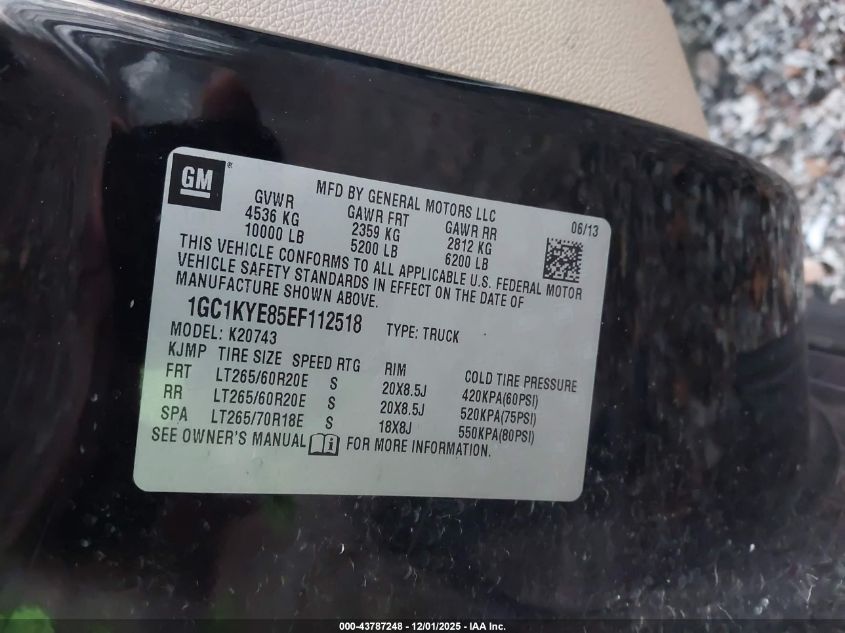 GM ®
MFD BY GENERAL MOTORS LLC
06/13
GVWR GAWR FRT GAWR RR
4536 KG 2359 KG 2812 KG
10000 LB 5200 LB 6200 LB
THIS VEHICLE CONFORMS TO ALL APPLICABLE U.S. FEDERAL MOTOR
VEHICLE SAFETY STANDARDS IN EFFECT ON THE DATE OF
MANUFACTURE SHOWN ABOVE.
1GC1KYE85EF112518 TYPE: TRUCK
MODEL: K20743
KJMP TIRE SIZE SPEED RTG RIM COLD TIRE PRESSURE
FRT LT265/60R20E S 20X8.5J 420KPA(60PSI)
RR LT265/60R20E S 20X8.5J 520KPA(75PSI)
SPA LT265/70R18E S 18X8J 550KPA(80PSI)
SEE OWNER'S MANUAL FOR MORE INFORMATION.
000-43787248 - 12/01/2025 - IAA Inc.